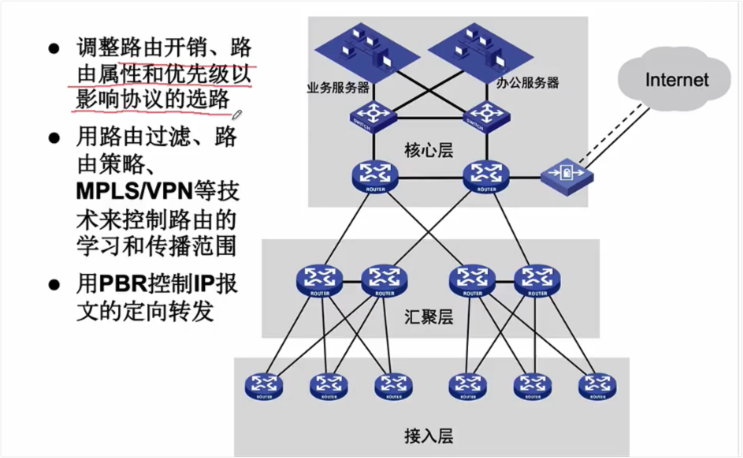 ● 调整路由开销、路
由属性和优先级以
影响协议的选路
● 用路由过滤、路
由策略、
MPLS/VPN等技
术来控制路由的
学习和传播范围
● 用PBR控制IP报
文的定向转发
业务服务器
办公服务器
Internet
SWITCH
SWITCH
核心层
ROUTER
ROUTER
ROUTER
ROUTER
ROUTER
ROUTER
汇聚层
ROUTER
ROUTER
ROUTER
ROUTER
ROUTER
ROUTER
接入层